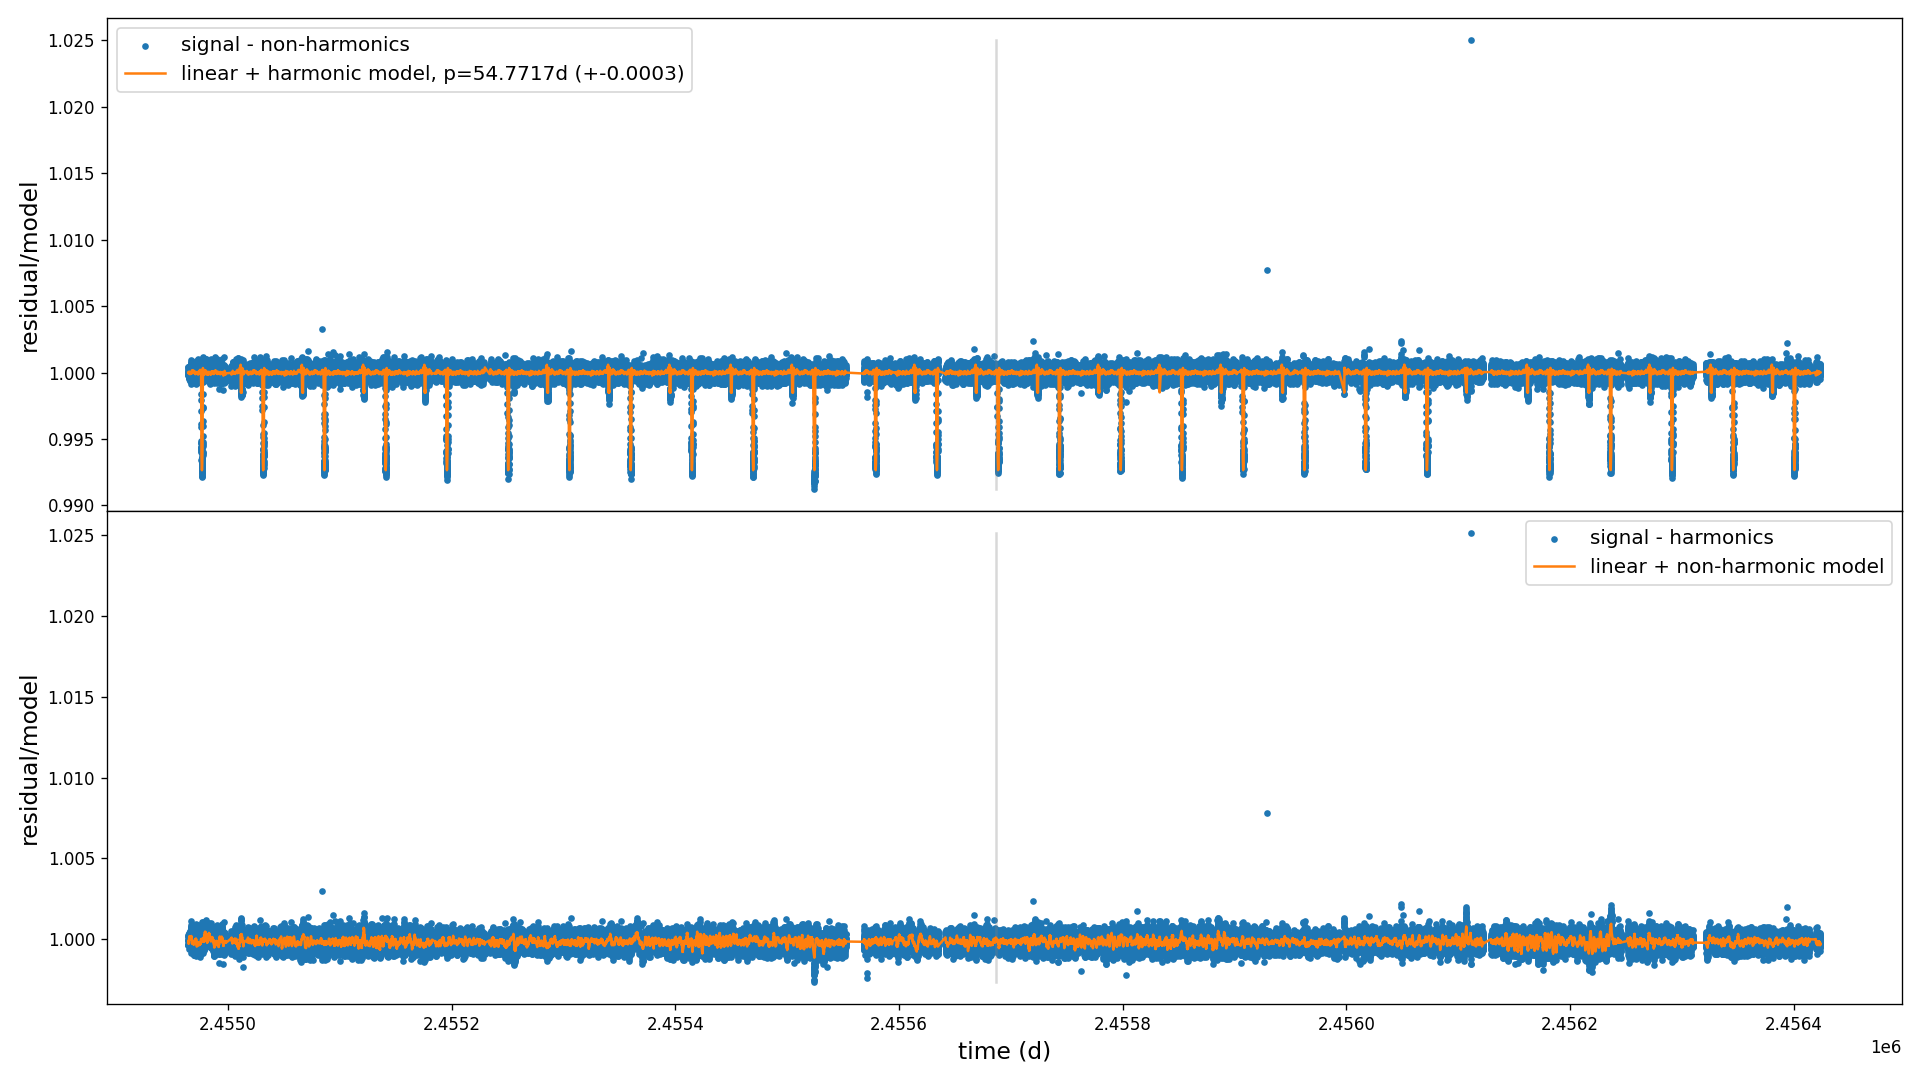 signal - non-harmonics
linear + harmonic model, p=54.7717d (+-0.0003)
residual/model
1.025
1.020
1.015
1.010
1.005
1.000
0.995
0.990
signal - harmonics
linear + non-harmonic model
residual/model
1.025
1.020
1.015
1.010
1.005
1.000
2.4550 2.4552 2.4554 2.4556 2.4558 2.4560 2.4562 2.4564
time (d)
1e6